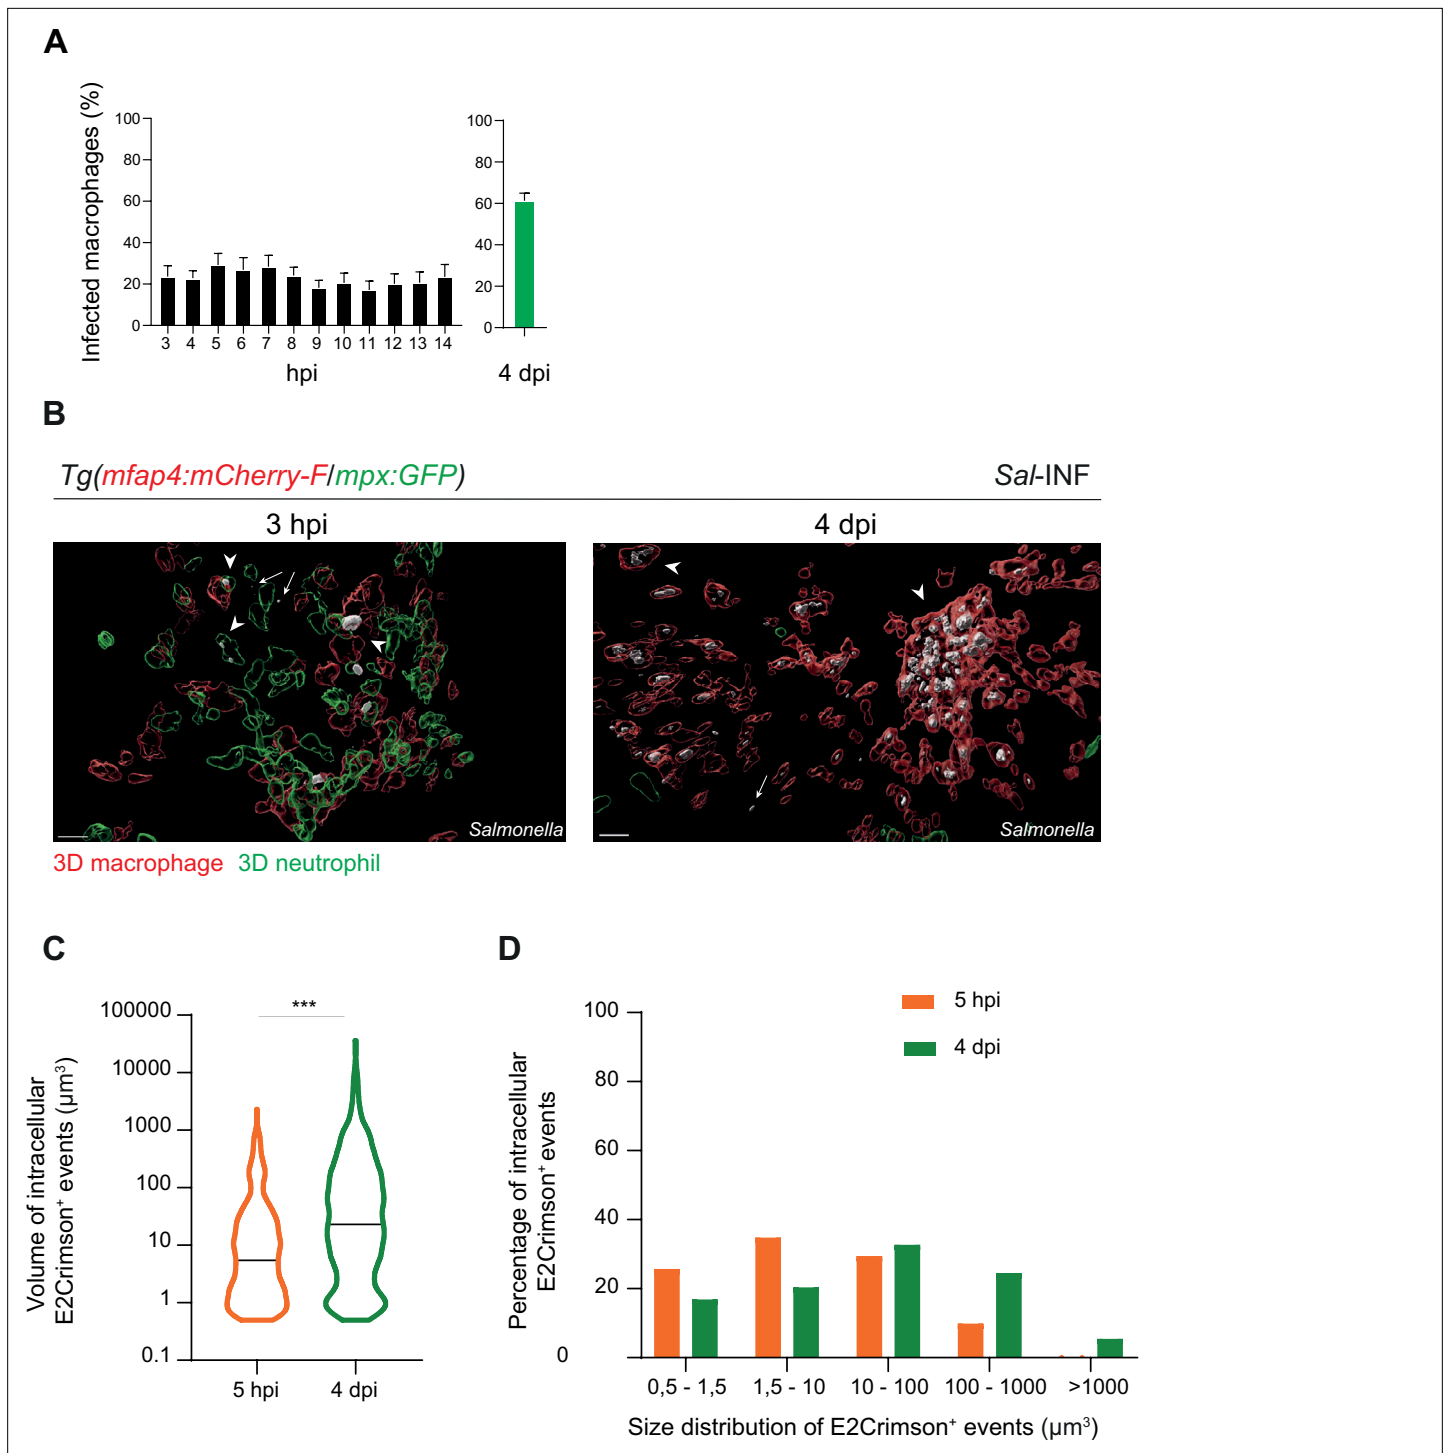 A
Infected macrophages (%)
100
80
60
40
20
0
3 4 5 6 7 8 9 10 11 12 13 14
hpi
100
80
60
40
20
0
4 dpi
B
Tg(mfap4:mCherry-F/mpx:GFP)
Sal-INF
3 hpi
4 dpi
Salmonella
Salmonella
3D macrophage 3D neutrophil
C
Volume of intracellular
E2Crimson⁺ events (µm³)
100000
10000
1000
100
10
1
0.1
***
5 hpi 4 dpi
D
Percentage of intracellular
E2Crimson⁺ events
100
80
60
40
20
0
5 hpi
4 dpi
0,5 - 1,5 1,5 - 10 10 - 100 100 - 1000 >1000
Size distribution of E2Crimson⁺ events (µm³)